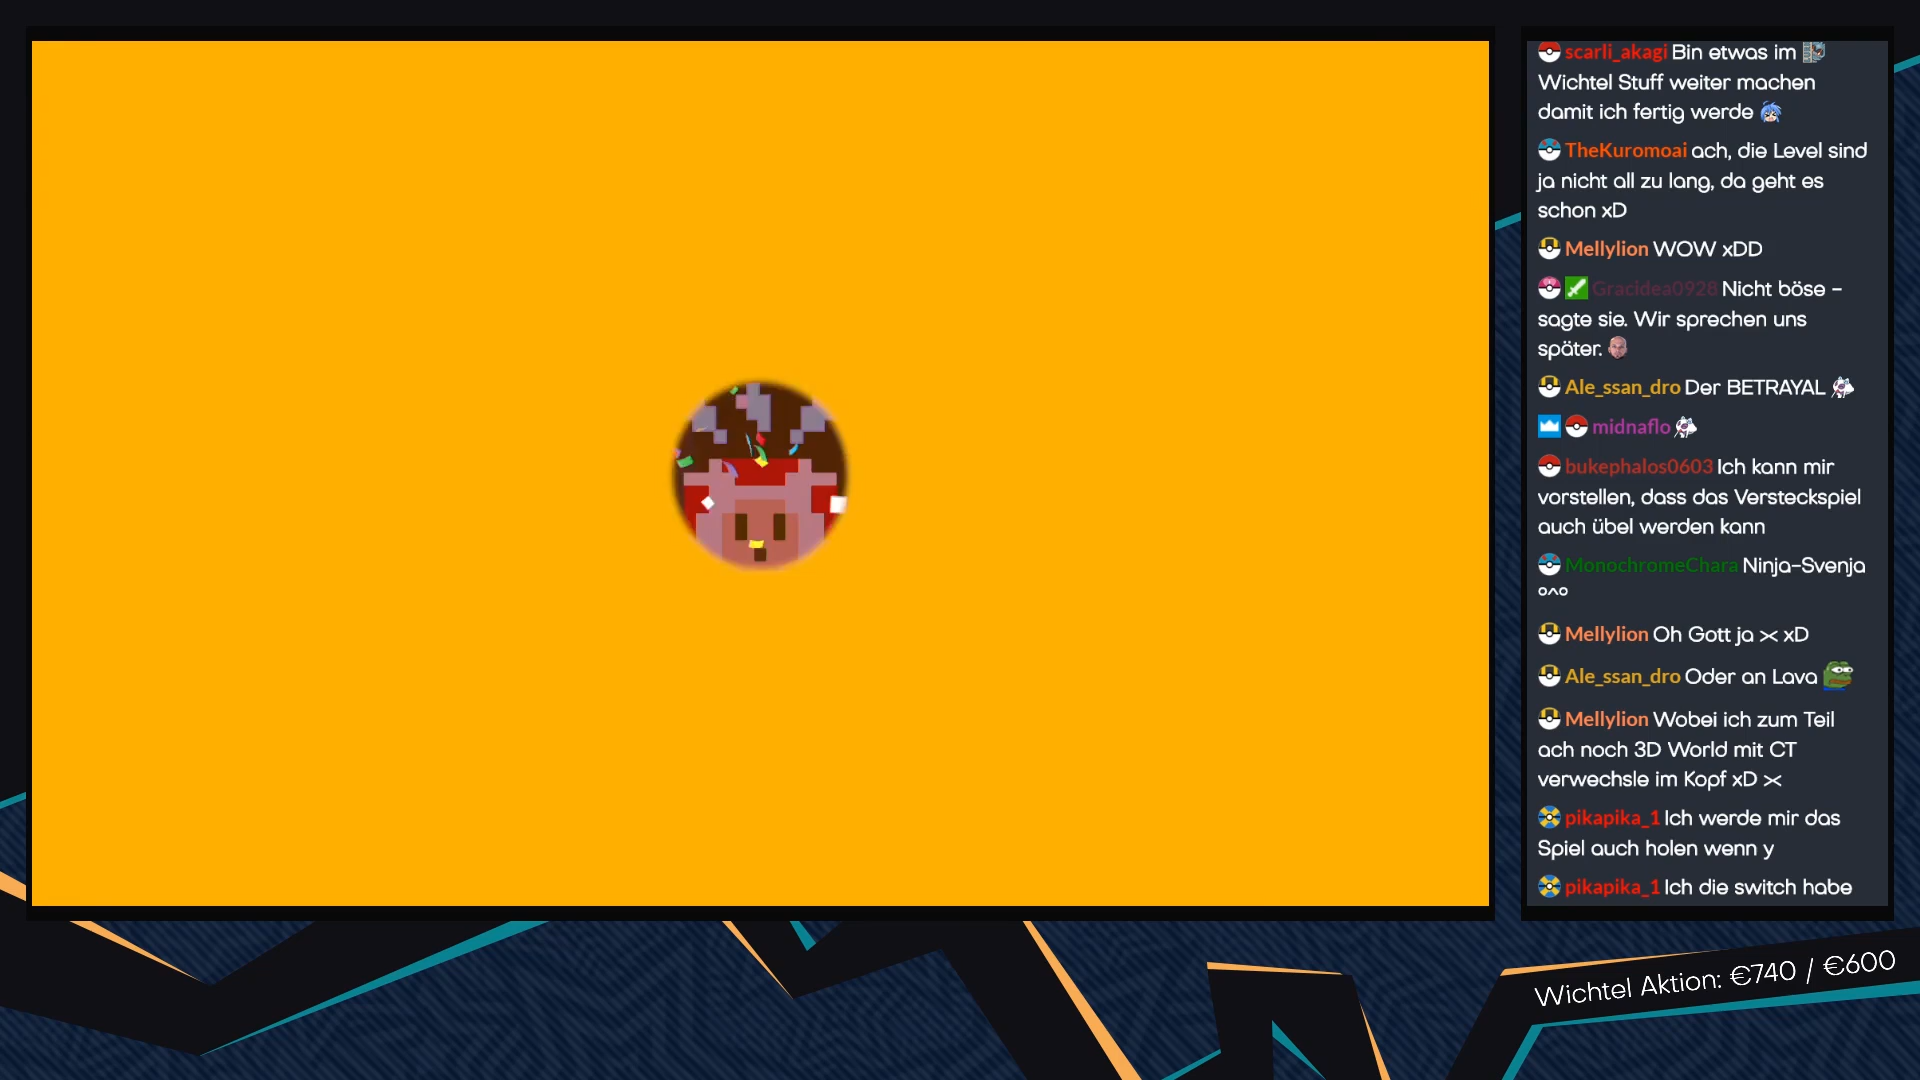 scarli_akagi Bin etwas im
Wichtel Stuff weiter machen
damit ich fertig werde
TheKuromoai ach, die Level sind
ja nicht all zu lang, da geht es
schon xD
Mellylion WOW xDD
Gracidea0928 Nicht böse -
sagte sie. Wir sprechen uns
später.
Ale_ssan_dro Der BETRAYAL
midnaflo
bukephalos0603 Ich kann mir
vorstellen, dass das Versteckspiel
auch übel werden kann
MonochromeChara Ninja-Svenja
o^o
Mellylion Oh Gott ja >< xD
Ale_ssan_dro Oder an Lava
Mellylion Wobei ich zum Teil
ach noch 3D World mit CT
verwechsle im Kopf xD ><
pikapika_1 Ich werde mir das
Spiel auch holen wenn y
pikapika_1 Ich die switch habe
Wichtel Aktion: €740 / €600